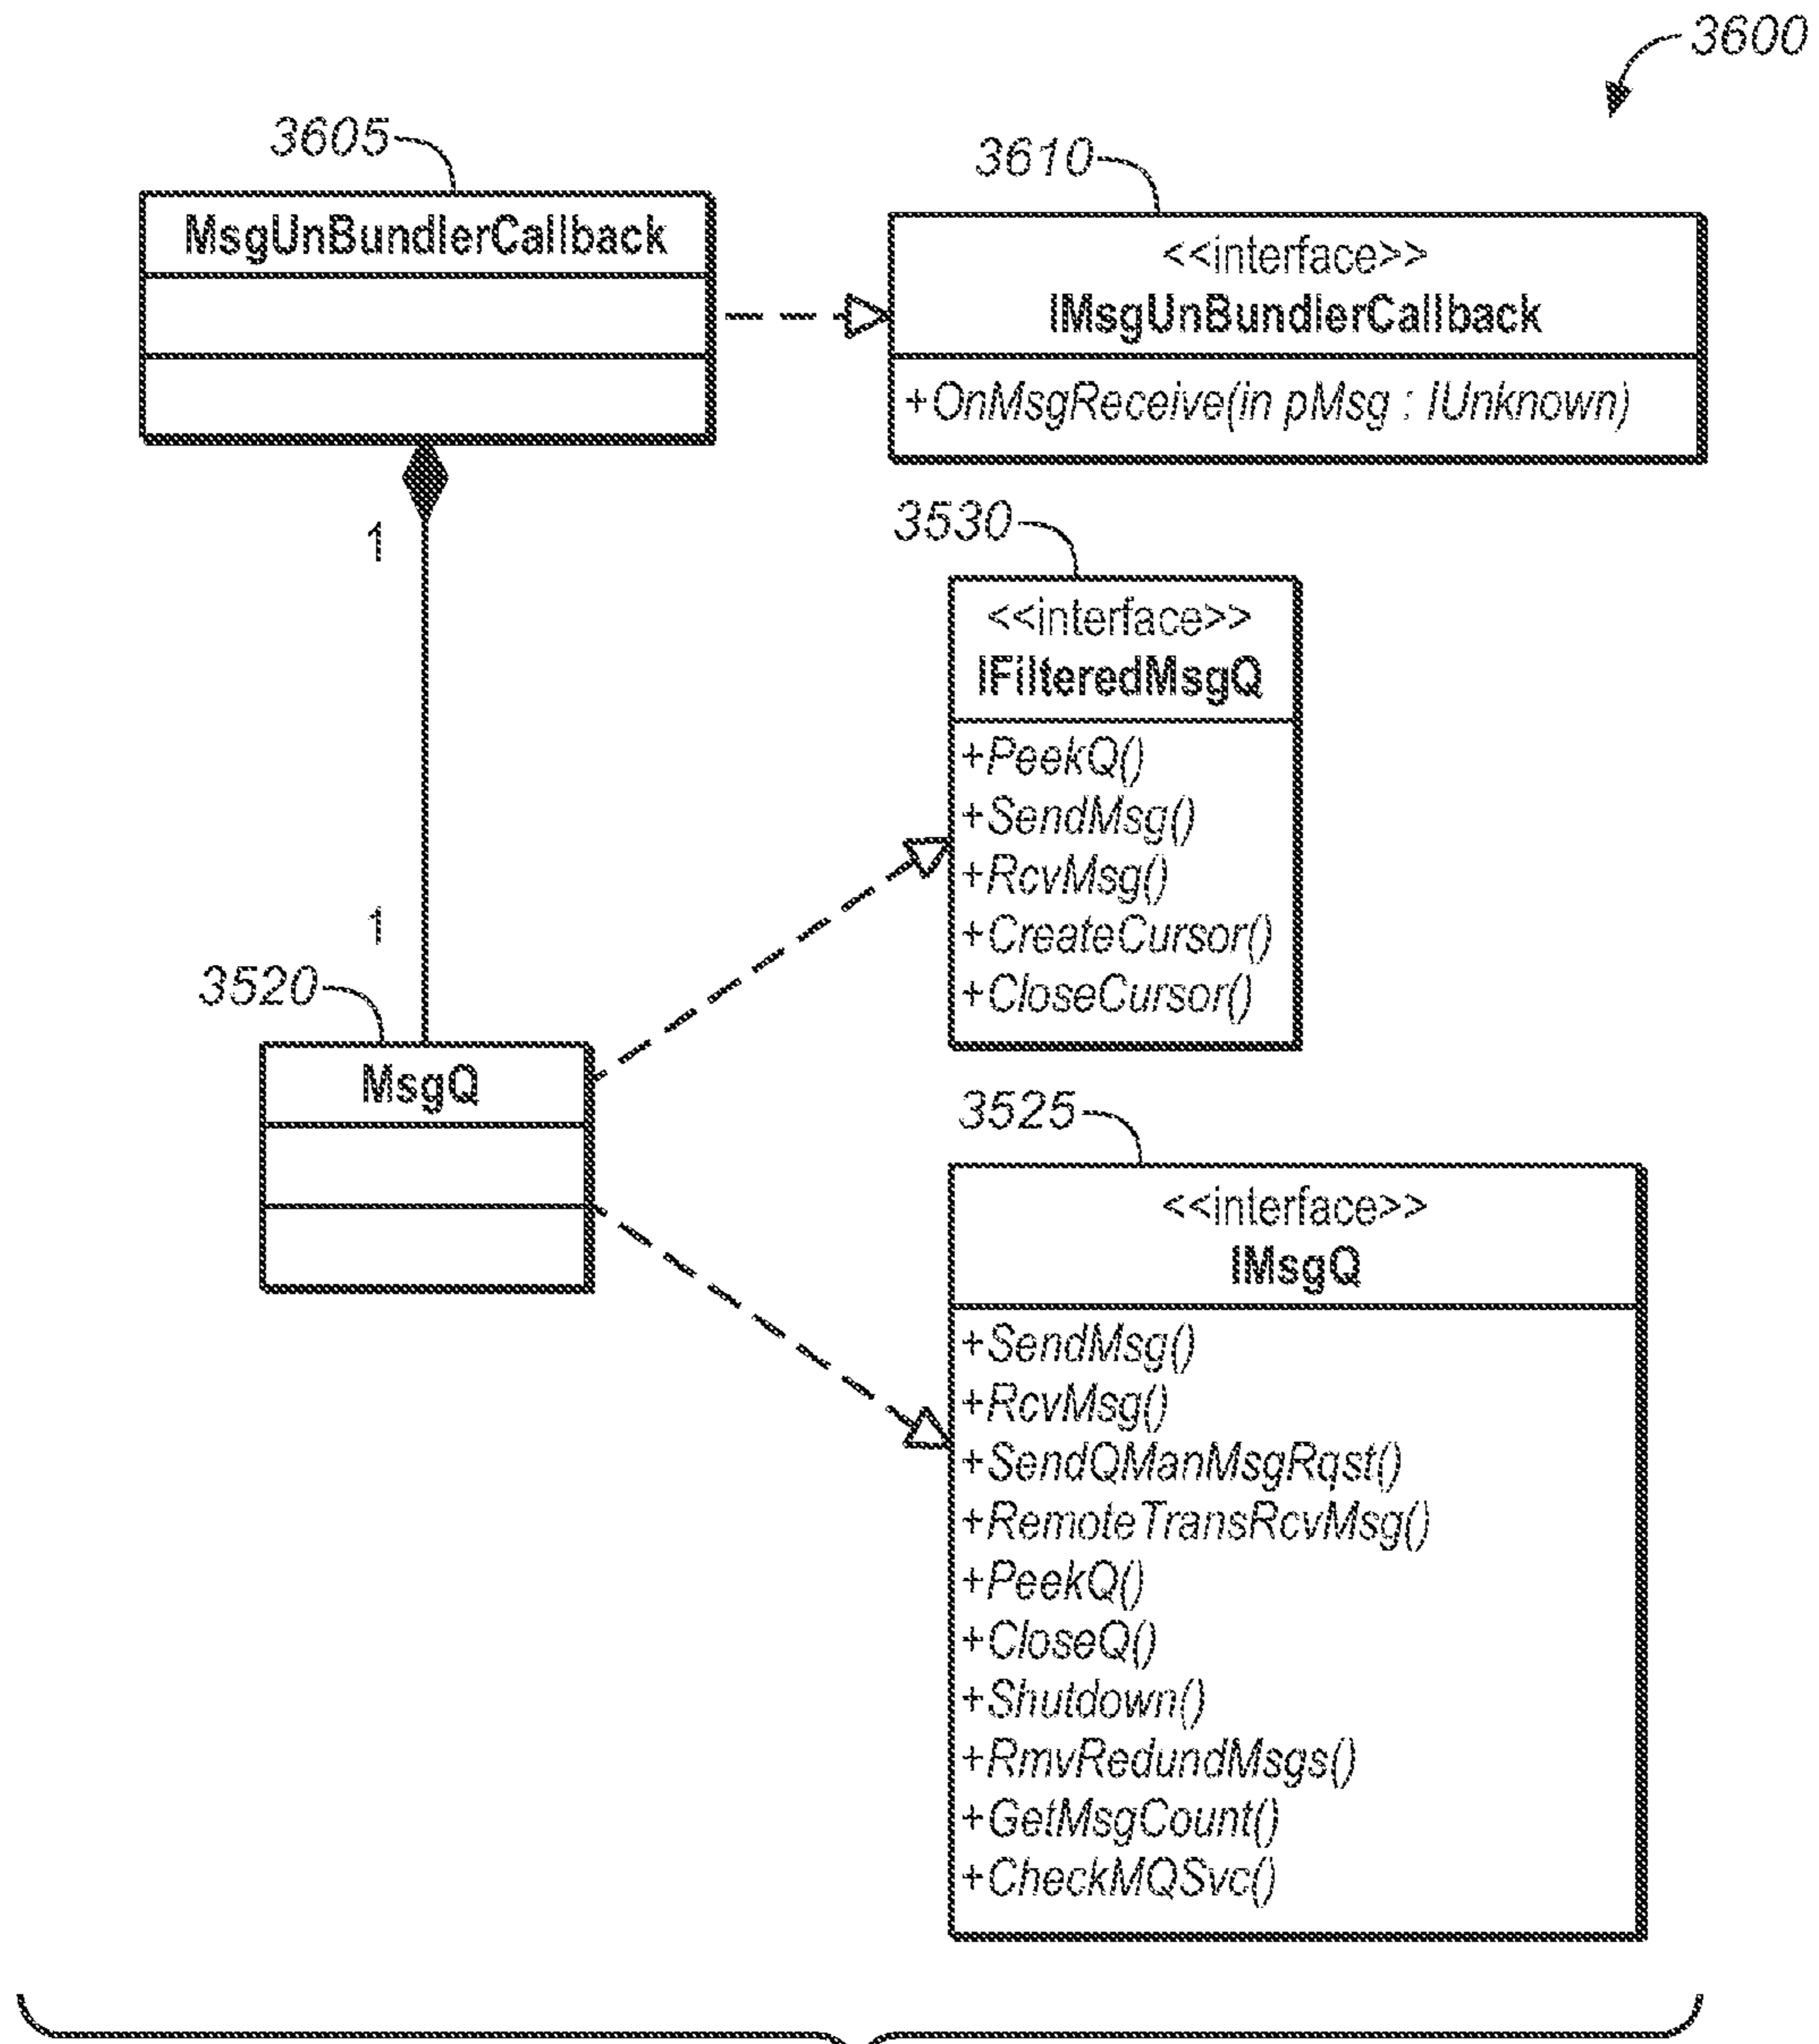 3600
3605
MsgUnBundlerCallback
3610
<<interface>>
IMsgUnBundlerCallback
+OnMsgReceive(in pMsg : IUnknown)
1
1
3530
<<interface>>
IFilteredMsgQ
+PeekQ()
+SendMsg()
+RcvMsg()
+CreateCursor()
+CloseCursor()
3520
MsgQ
3525
<<interface>>
IMsgQ
+SendMsg()
+RcvMsg()
+SendQManMsgRqst()
+RemoteTransRcvMsg()
+PeekQ()
+CloseQ()
+Shutdown()
+RmvRedundMsgs()
+GetMsgCount()
+CheckMQSvc()